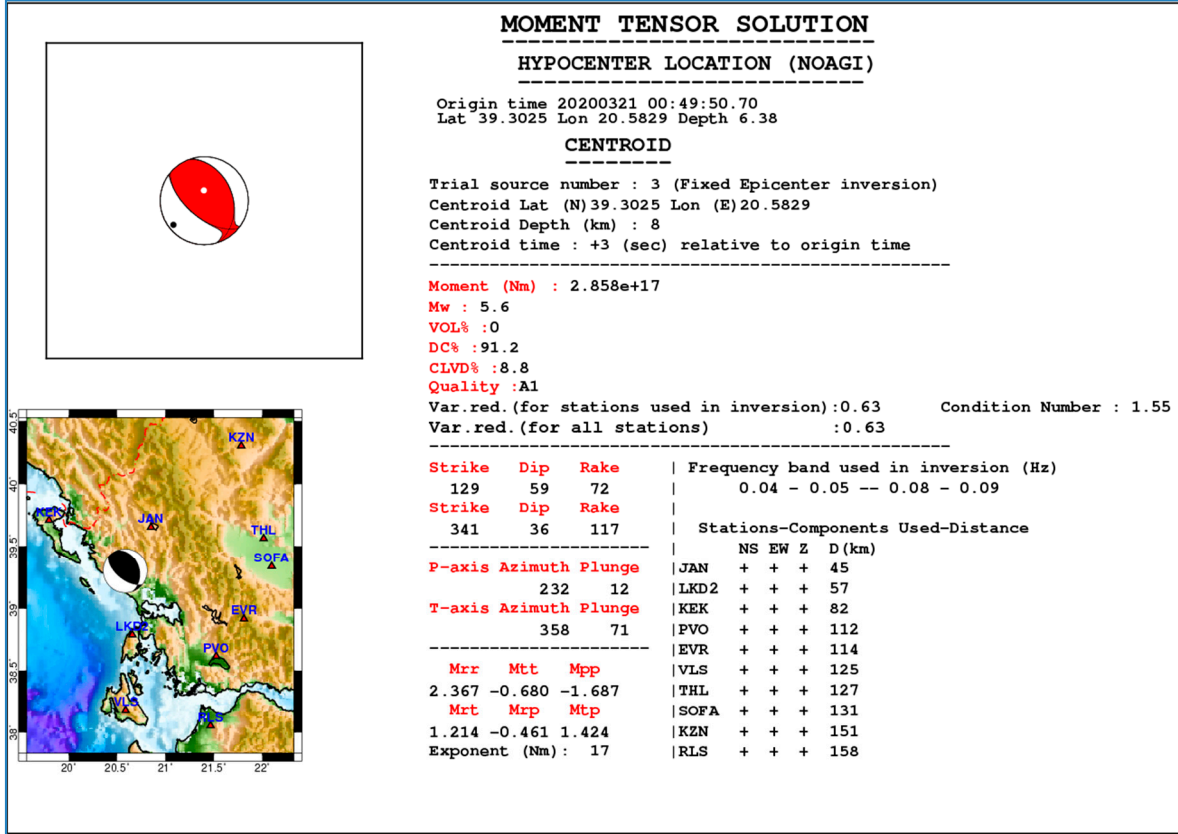 MOMENT TENSOR SOLUTION
HYPOCENTER LOCATION (NOAGI)
Origin time 20200321 00:49:50.70
Lat 39.3025 Lon 20.5829 Depth 6.38
CENTROID
Trial source number : 3 (Fixed Epicenter inversion)
Centroid Lat (N)39.3025 Lon (E)20.5829
Centroid Depth (km) : 8
Centroid time : +3 (sec) relative to origin time
Moment (Nm) : 2.858e+17
Mw : 5.6
VOL% :0
DC% :91.2
CLVD% :8.8
Quality :A1
Var.red.(for stations used in inversion):0.63 Condition Number : 1.55
Var.red.(for all stations) :0.63
Strike Dip Rake
129 59 72
Strike Dip Rake
341 36 117
P-axis Azimuth Plunge
232 12
T-axis Azimuth Plunge
358 71
Mrr Mtt Mpp
2.367 -0.680 -1.687
Mrt Mrp Mtp
1.214 -0.461 1.424
Exponent (Nm): 17
| Frequency band used in inversion (Hz)
| 0.04 - 0.05 -- 0.08 - 0.09
|
| Stations-Components Used-Distance
| NS EW Z D(km)
|JAN + + + 45
|LKD2 + + + 57
|KEK + + + 82
|PVO + + + 112
|EVR + + + 114
|VLS + + + 125
|THL + + + 127
|SOFA + + + 131
|KZN + + + 151
|RLS + + + 158
40.5˚
40˚
39.5˚
39˚
38.5˚
38˚
KZN
KEK
JAN
THL
SOFA
EVR
LKD2
PVO
VLS
RLS
20˚ 20.5˚ 21˚ 21.5˚ 22˚